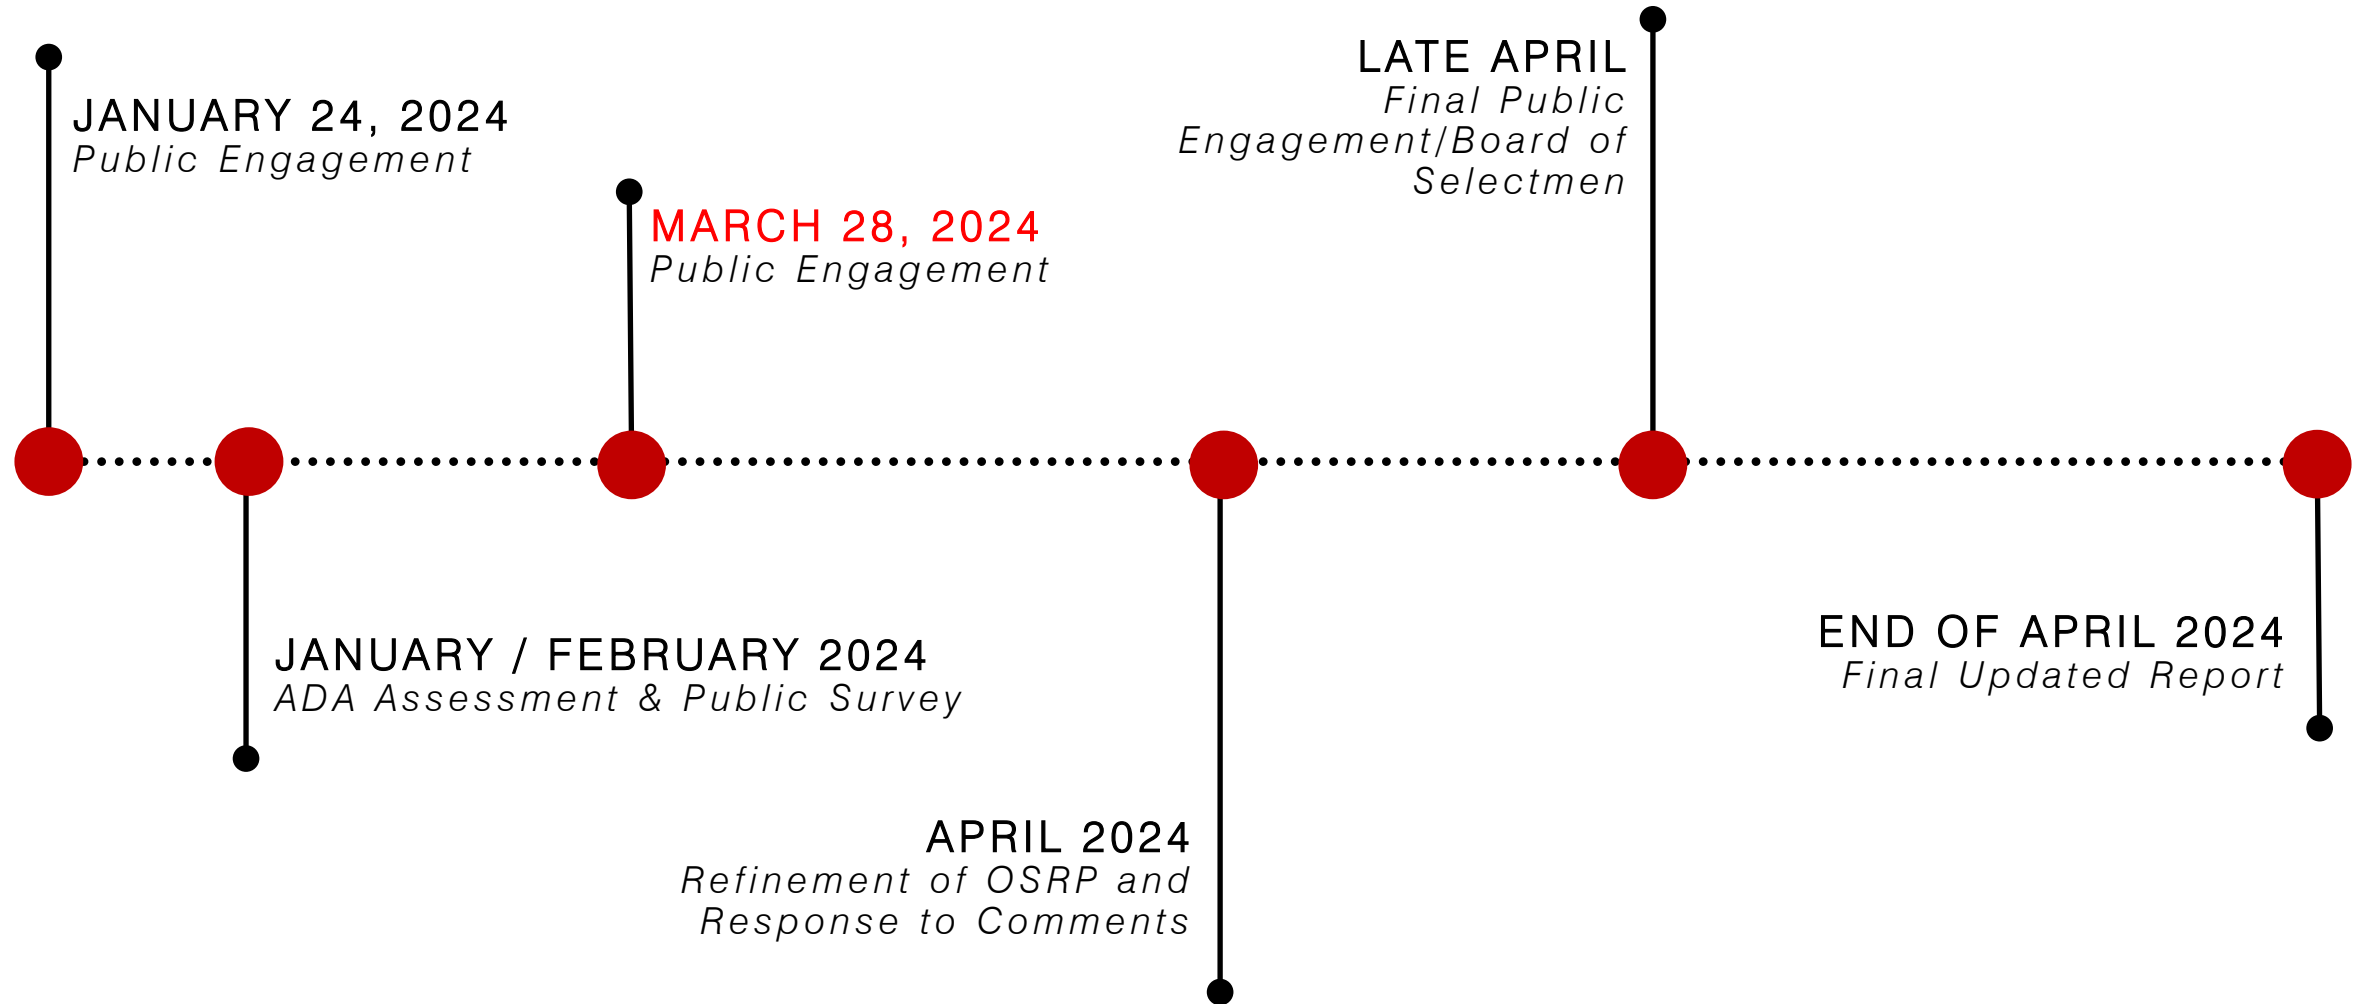 JANUARY 24, 2024
Public Engagement
JANUARY / FEBRUARY 2024
ADA Assessment & Public Survey
MARCH 28, 2024
Public Engagement
APRIL 2024
Refinement of OSRP and
Response to Comments
LATE APRIL
Final Public
Engagement/Board of
Selectmen
END OF APRIL 2024
Final Updated Report